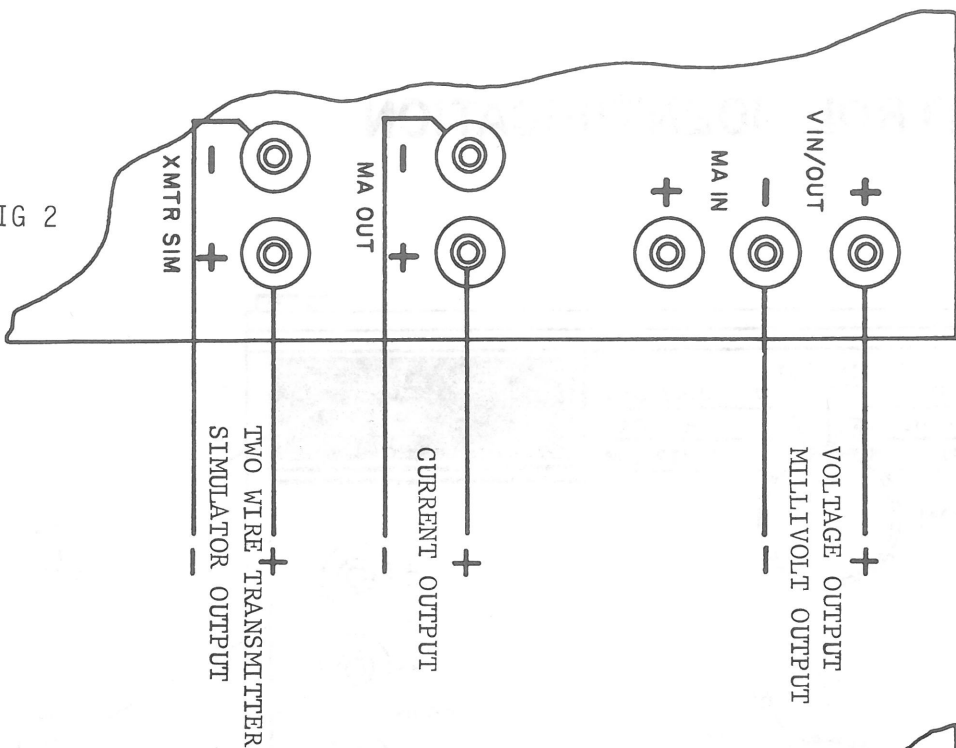 IG 2
V IN/OUT
+
-
MA IN
+
MA OUT
-
+
XMTR SIM
-
+
+
-
VOLTAGE OUTPUT
MILLIVOLT OUTPUT
+
-
CURRENT OUTPUT
+
-
TWO WIRE TRANSMITTER
SIMULATOR OUTPUT